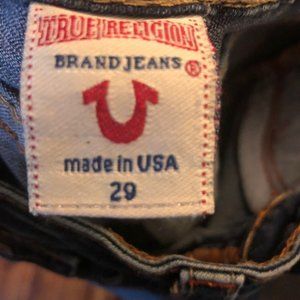 TRUE RELIGION
BRAND JEANS®
made in USA
29